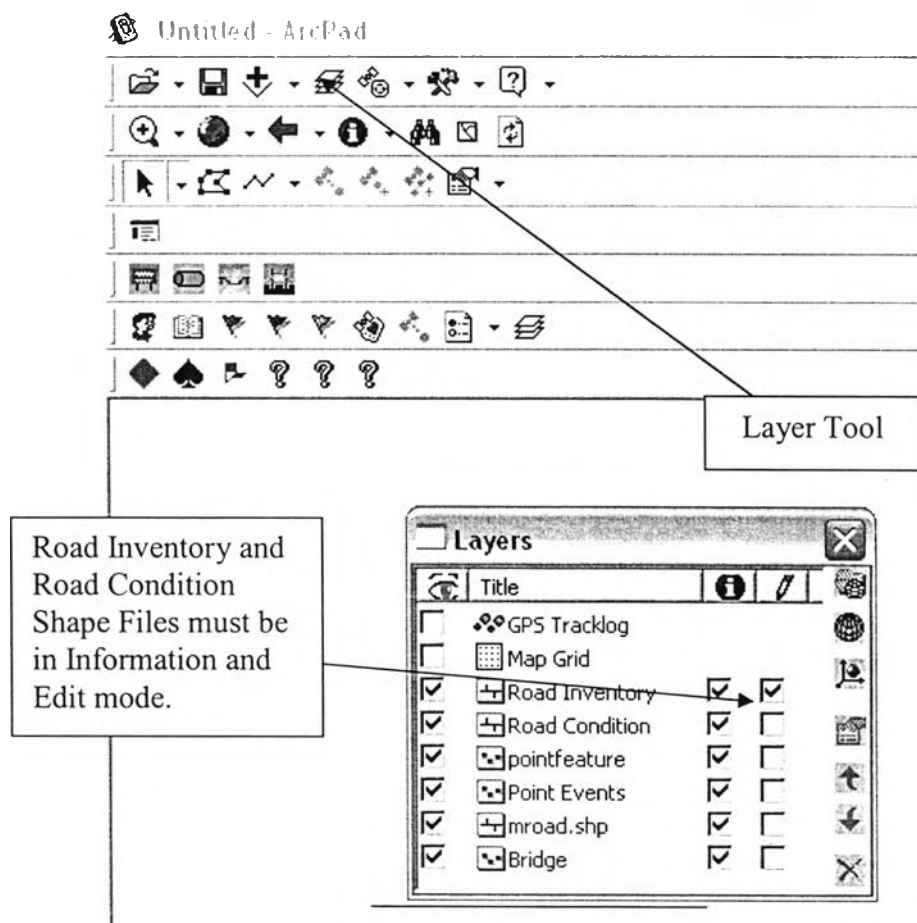 Untitled - ArcPad
Layer Tool
Road Inventory and
Road Condition
Shape Files must be
in Information and
Edit mode.
Layers
Title
GPS Tracklog
Map Grid
Road Inventory
Road Condition
pointfeature
Point Events
mroad.shp
Bridge